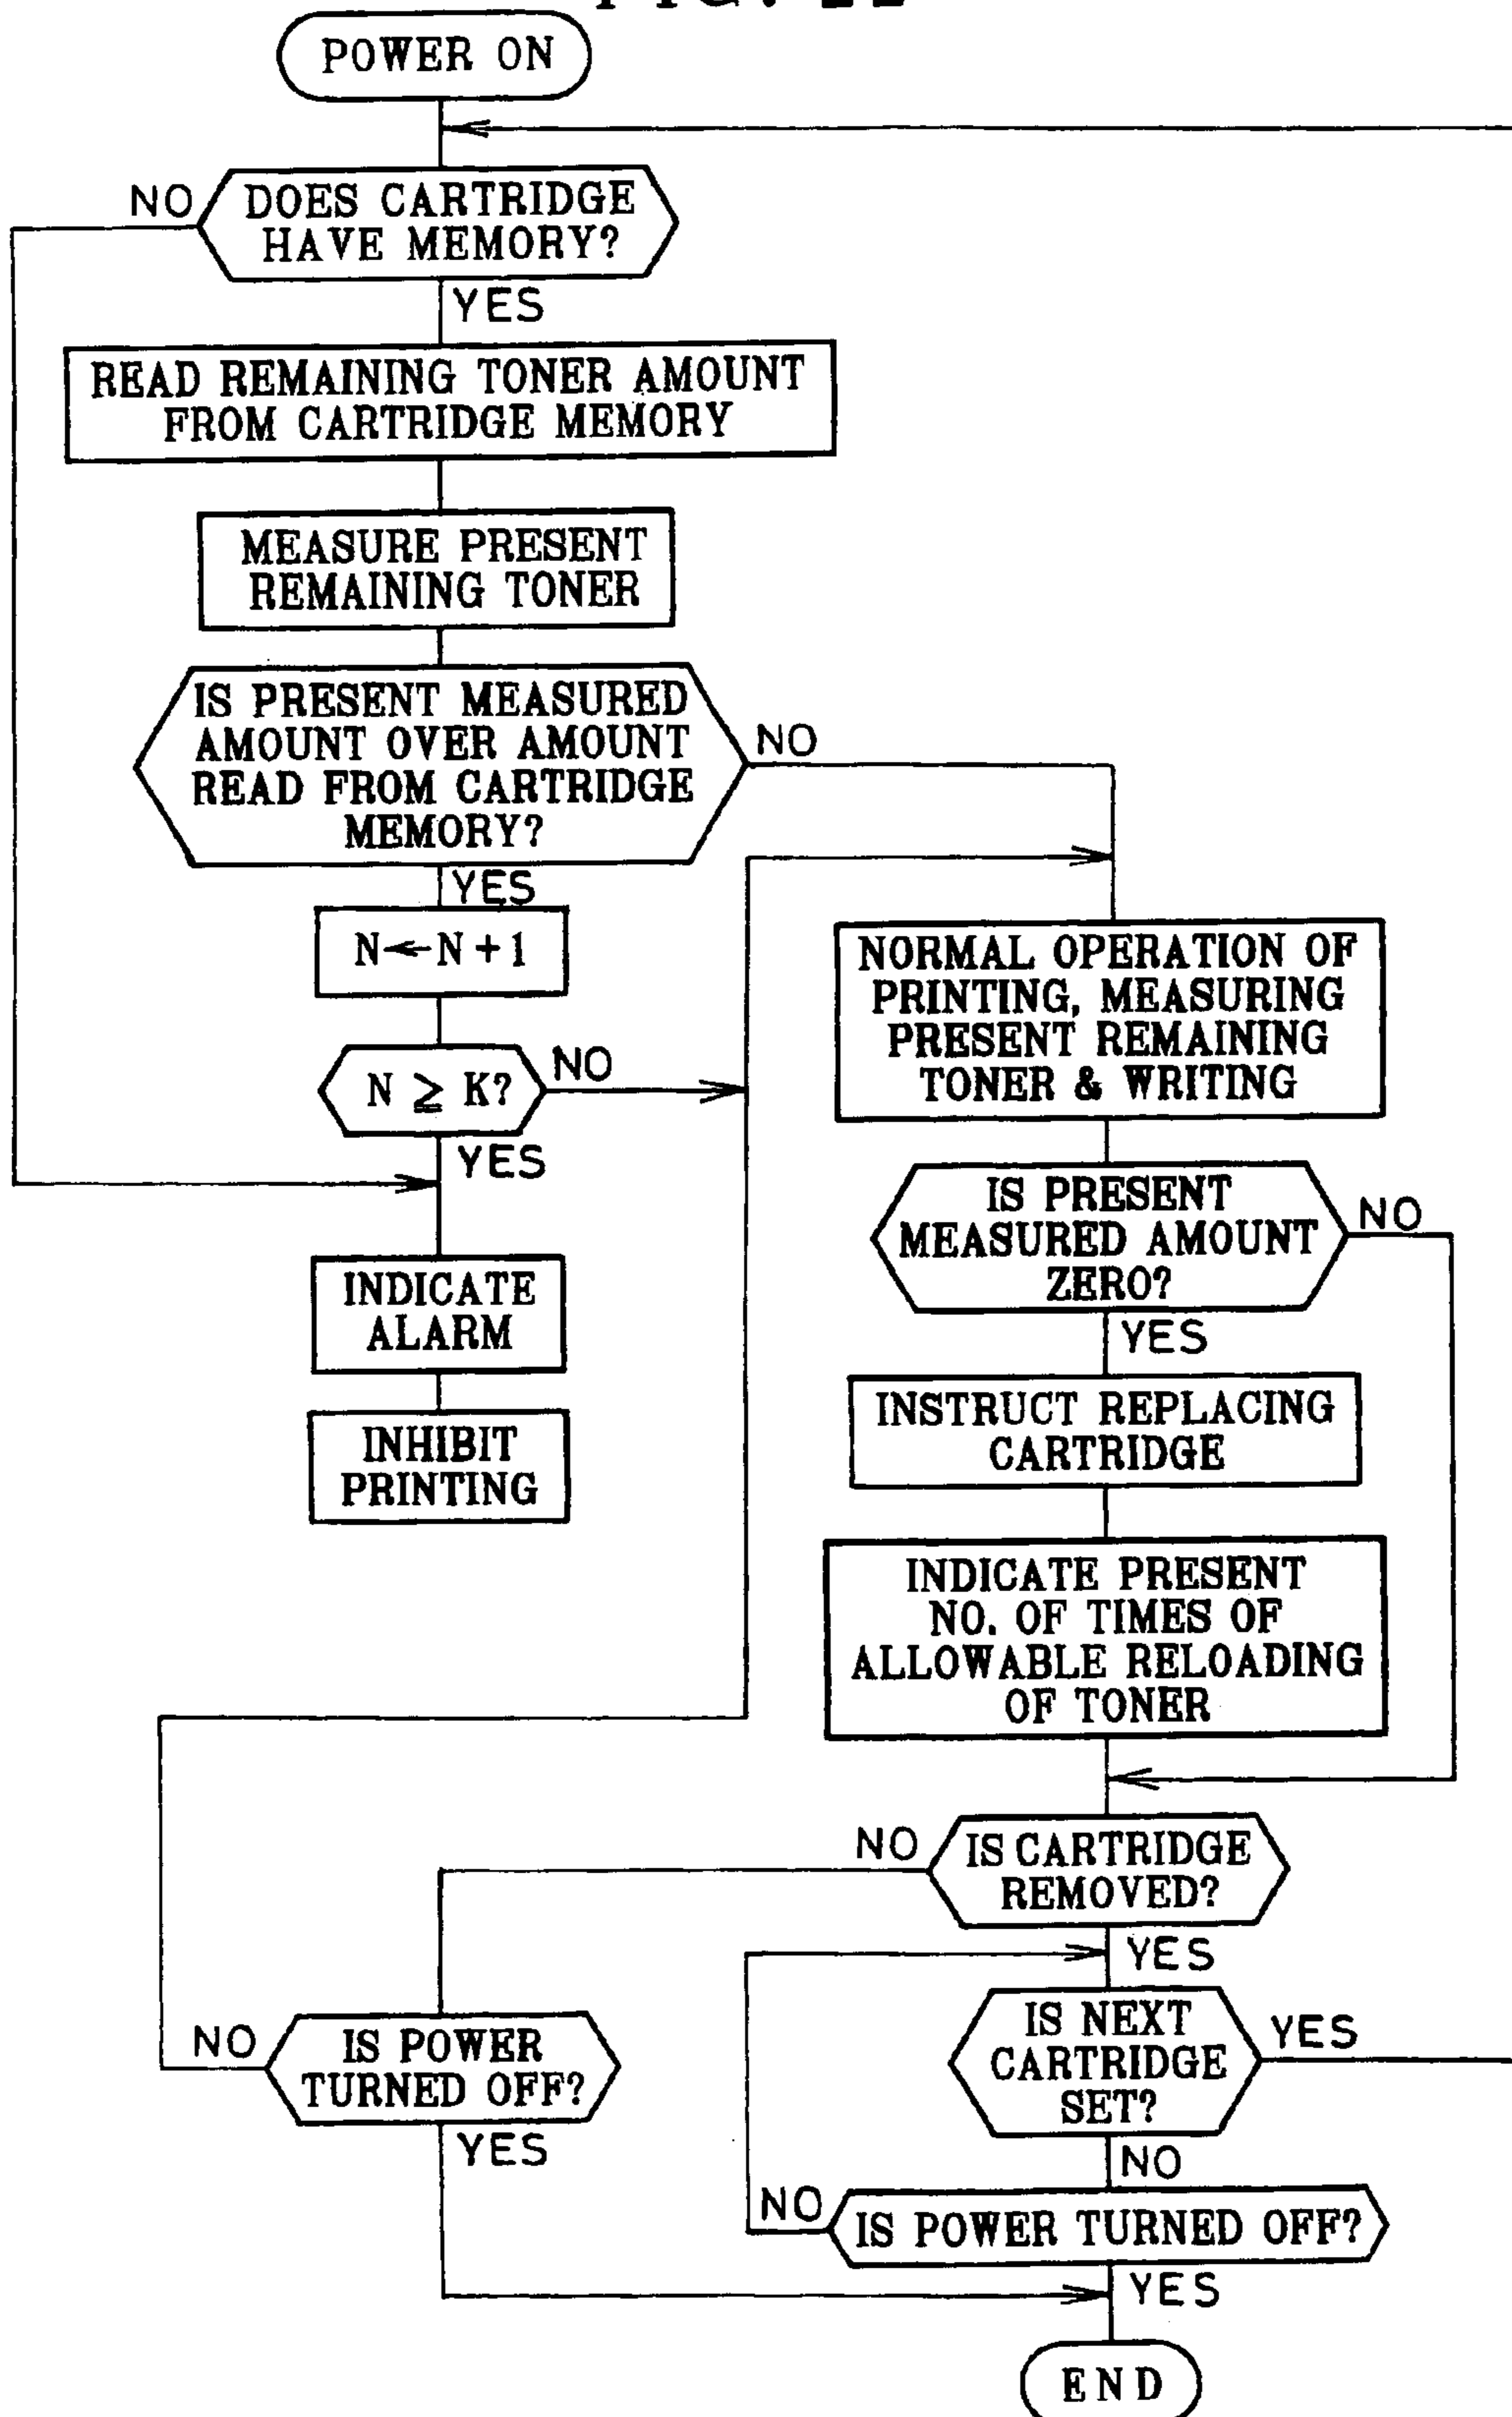 POWER ON
NO
DOES CARTRIDGE
HAVE MEMORY?
YES
READ REMAINING TONER AMOUNT
FROM CARTRIDGE MEMORY
MEASURE PRESENT
REMAINING TONER
IS PRESENT MEASURED
AMOUNT OVER AMOUNT
READ FROM CARTRIDGE
MEMORY?
NO
YES
N←N+1
N ≧ K?
NO
YES
INDICATE
ALARM
INHIBIT
PRINTING
NORMAL OPERATION OF
PRINTING, MEASURING
PRESENT REMAINING
TONER & WRITING
IS PRESENT
MEASURED AMOUNT
ZERO?
NO
YES
INSTRUCT REPLACING
CARTRIDGE
INDICATE PRESENT
NO. OF TIMES OF
ALLOWABLE RELOADING
OF TONER
NO
IS CARTRIDGE
REMOVED?
YES
NO
IS POWER
TURNED OFF?
YES
IS NEXT
CARTRIDGE
SET?
YES
NO
NO
IS POWER TURNED OFF?
YES
END